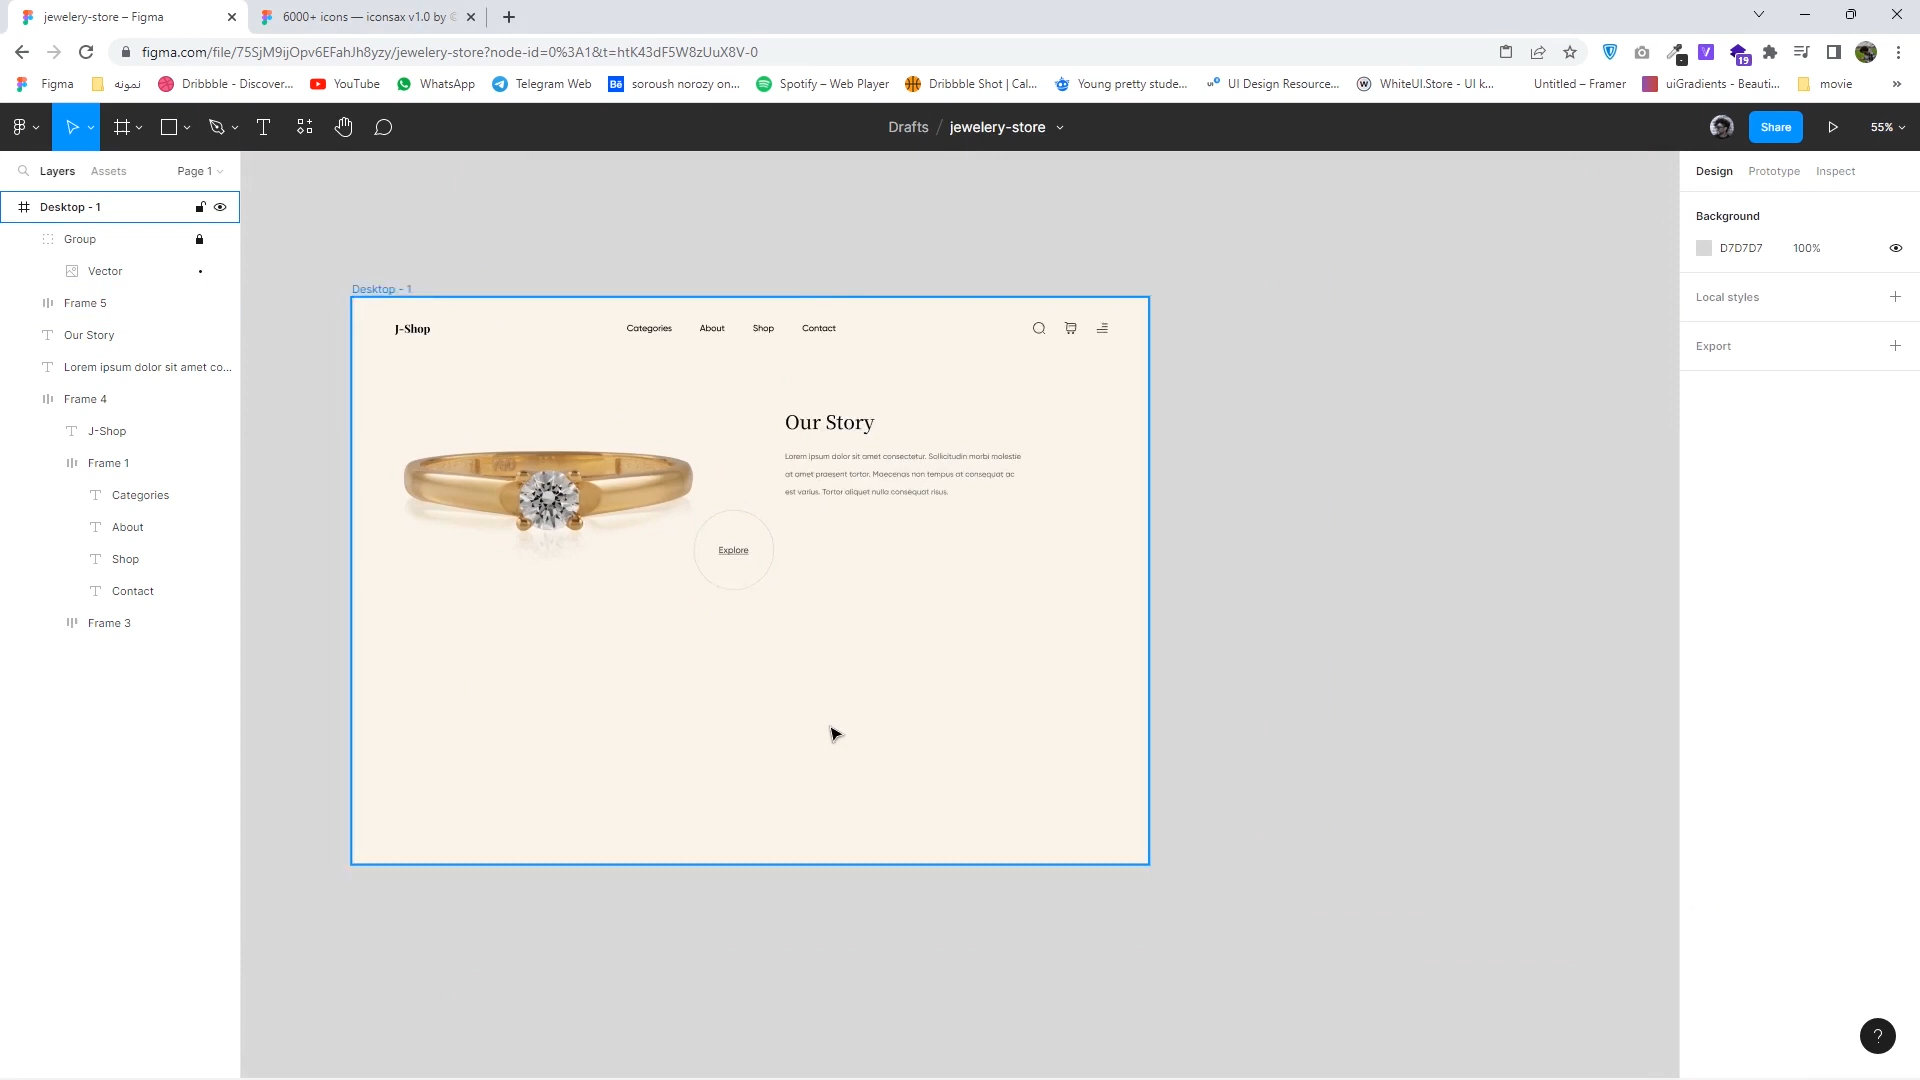 jewelery-store – Figma
6000+ icons — iconsax v1.0 by
figma.com/file/75SjM9ijOpv6EFahJh8yzy/jewelery-store?node-id=0%3A1&t=htK43dF5W8zUuX8V-0
19
Figma
نمونه
Dribbble - Discover...
YouTube
WhatsApp
Telegram Web
Bē
soroush norozy on...
Spotify – Web Player
Dribbble Shot | Cal...
Young pretty stude...
UI Design Resource...
WhiteUI.Store - UI k...
Untitled – Framer
uiGradients - Beauti...
movie
»
Drafts / jewelery-store
Share
55%
Layers
Assets
Page 1
Design
Prototype
Inspect
Desktop - 1
Group
Vector
Frame 5
Our Story
Lorem ipsum dolor sit amet co...
Frame 4
J-Shop
Frame 1
Categories
About
Shop
Contact
Frame 3
Desktop - 1
J-Shop
Categories
About
Shop
Contact
Our Story
Lorem ipsum dolor sit amet consectetur. Sollicitudin morbi molestie
at amet praesent tortor. Maecenas non tempus at consequat ac
est varius. Tortor aliquet nulla consequat risus.
Explore
Background
D7D7D7
100%
Local styles
Export
?